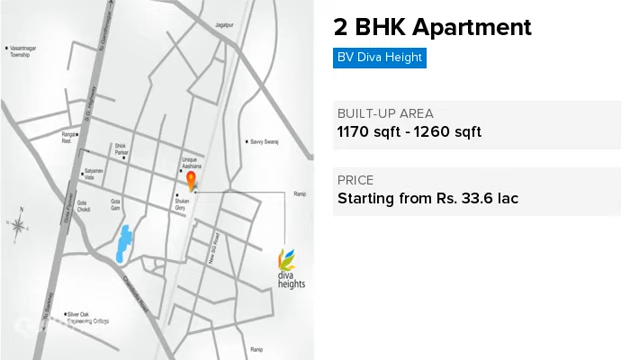 2 BHK Apartment
BV Diva Height
BUILT-UP AREA
1170 sqft - 1260 sqft
PRICE
Starting from Rs. 33.6 lac
Jagatpur
Vasantnagar
Township
S. G. Highway
Rest.
Shlok
Parisar
Unique
Aashiana
Savvy Swaraj
Satyamev
Vista
Gota
Chokdi
Gota
Gam
Shukan
Glory
Ranip
New SG Road
diva
heights
Chandlodia Road
Silver Oak
Engineering College
Ranip